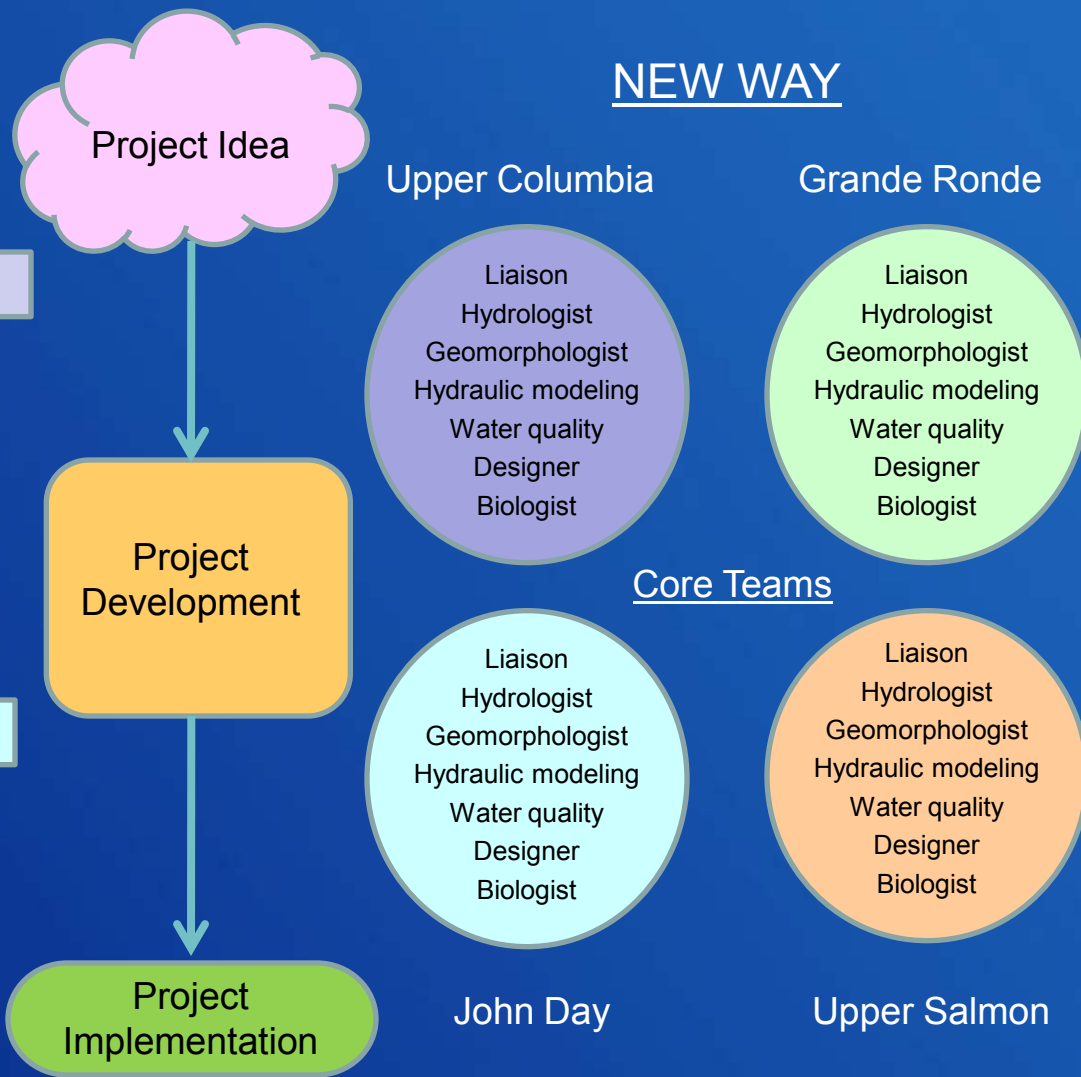 Project Idea
Project
Development
Project
Implementation
NEW WAY
Upper Columbia
Liaison
Hydrologist
Geomorphologist
Hydraulic modeling
Water quality
Designer
Biologist
Grande Ronde
Liaison
Hydrologist
Geomorphologist
Hydraulic modeling
Water quality
Designer
Biologist
Core Teams
Liaison
Hydrologist
Geomorphologist
Hydraulic modeling
Water quality
Designer
Biologist
John Day
Liaison
Hydrologist
Geomorphologist
Hydraulic modeling
Water quality
Designer
Biologist
Upper Salmon